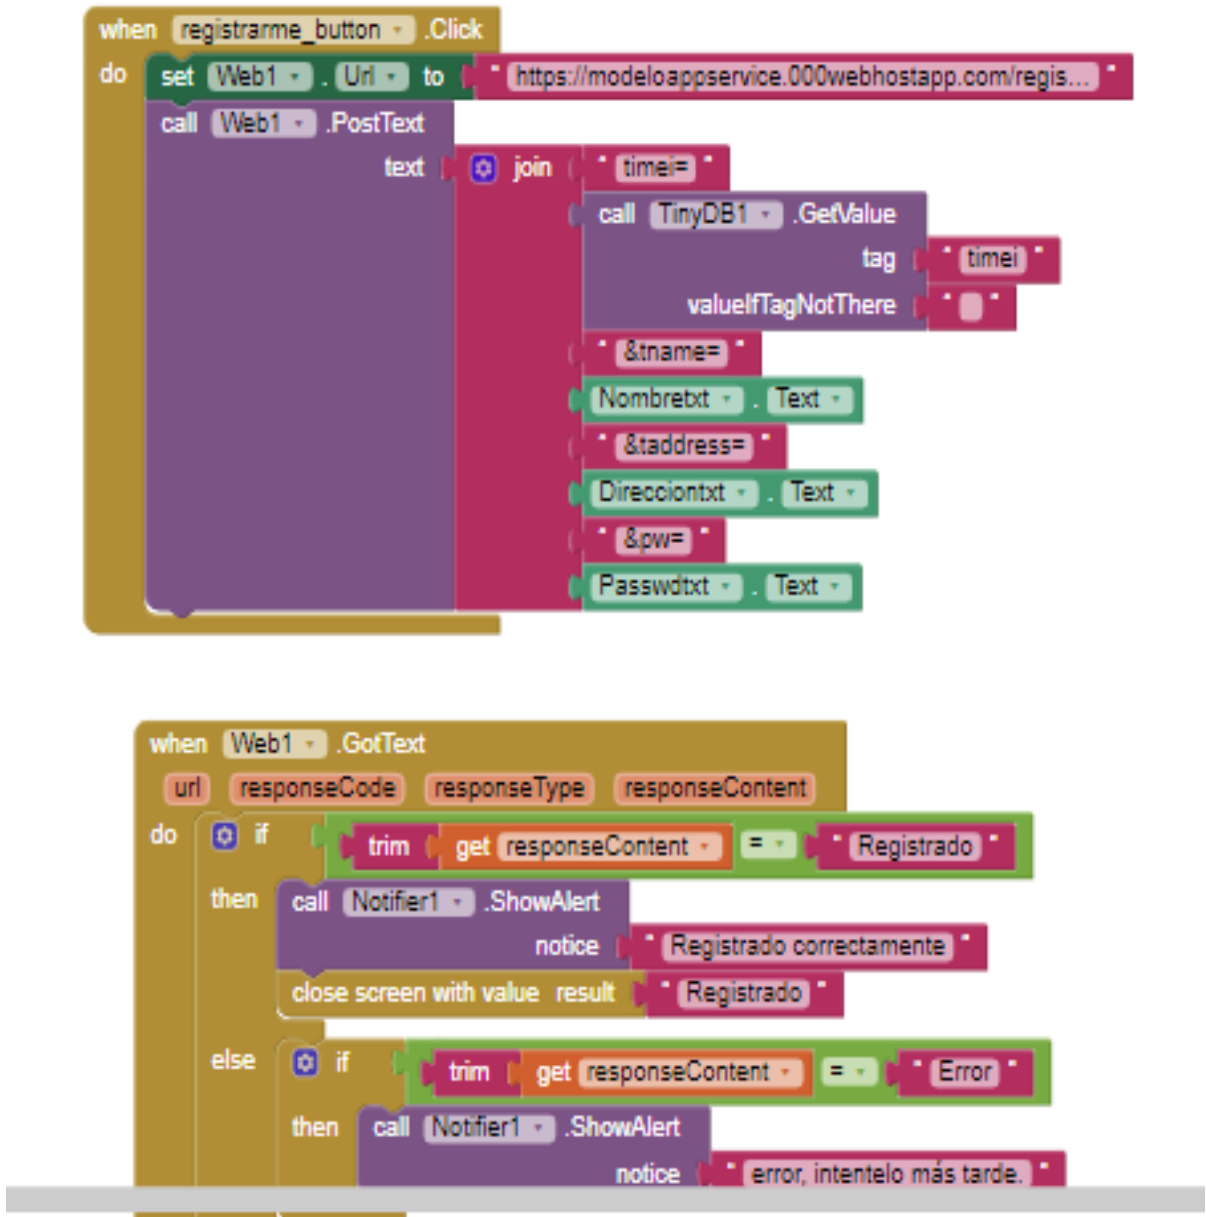 when registrarme_button .Click
do set Web1 . Url to " https://modeloappservice.000webhostapp.com/regis... "
call Web1 .PostText
text join " timei= "
call TinyDB1 .GetValue
tag " timei "
valueIfTagNotThere " "
" &tname= "
Nombretxt . Text
" &taddress= "
Direcciontxt . Text
" &pw= "
Passwdtxt . Text
when Web1 .GotText
url responseCode responseType responseContent
do if trim get responseContent = " Registrado "
then call Notifier1 .ShowAlert
notice " Registrado correctamente "
close screen with value result " Registrado "
else if trim get responseContent = " Error "
then call Notifier1 .ShowAlert
notice " error, intentelo más tarde. "